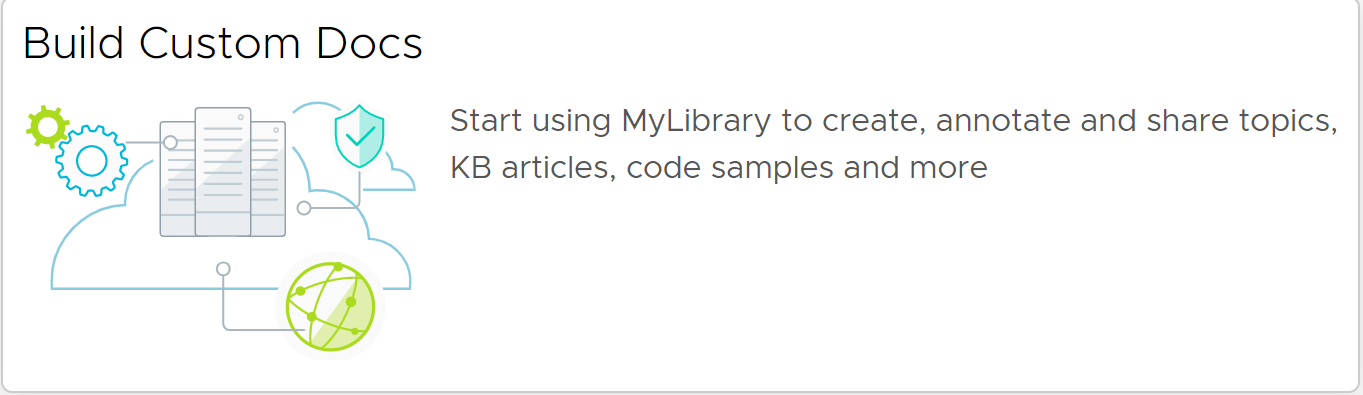 Build Custom Docs
Start using MyLibrary to create, annotate and share topics,
KB articles, code samples and more